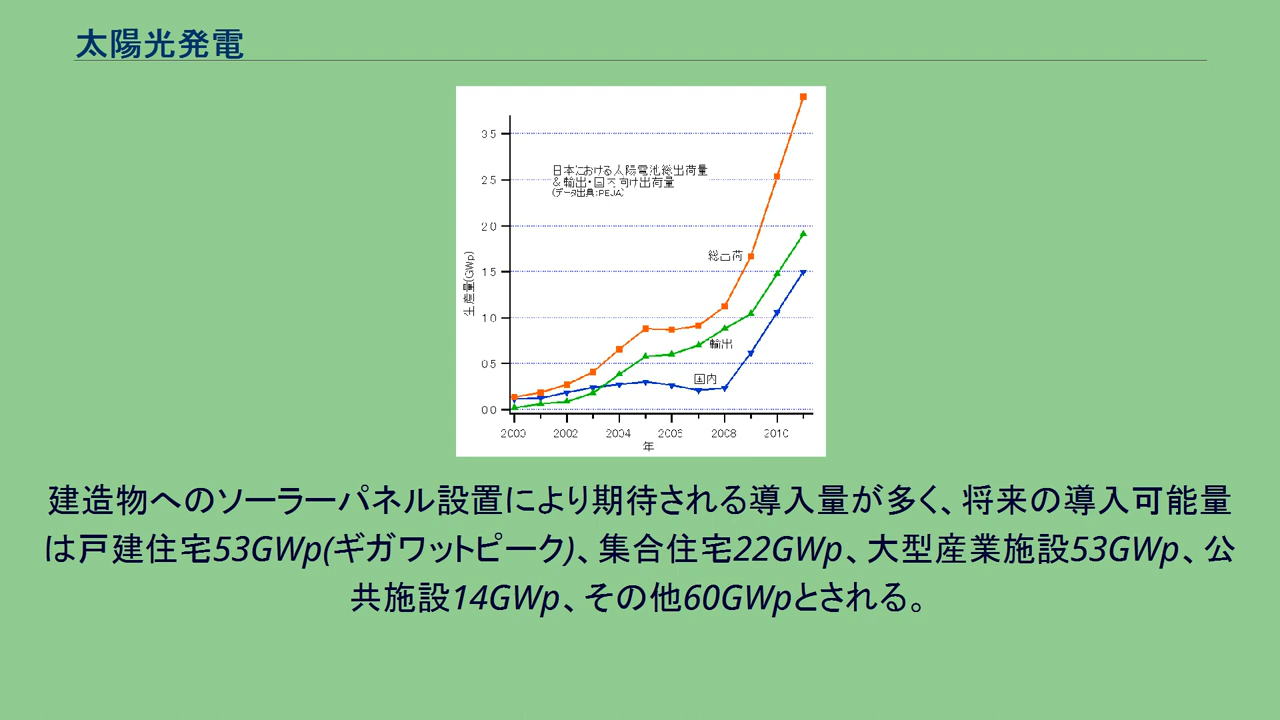 太陽光発電
3.5
日本における太陽電池総出荷量
&輸出・国内向け出荷量
2.5
(データ出典:PEJA)
2.0
総出荷
1.5
生産量(GWp)
1.0
輸出
0.5
国内
0.0
2000 2002 2004 2006 2008 2010
年
建造物へのソーラーパネル設置により期待される導入量が多く、将来の導入可能量
は戸建住宅53GWp(ギガワットピーク)、集合住宅22GWp、大型産業施設53GWp、公
共施設14GWp、その他60GWpとされる。